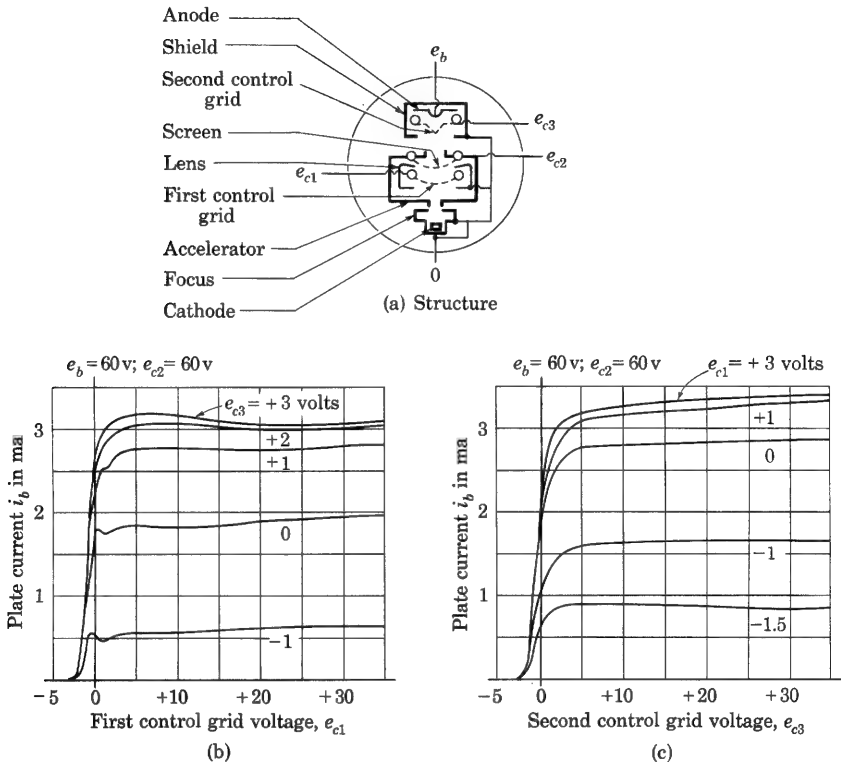 Anode
Shield
Second control
grid
Screen
Lens
First control
grid
Accelerator
Focus
Cathode
e_b
e_c3
e_c2
e_c1
0
(a) Structure
e_b = 60 v; e_c2 = 60 v
e_c3 = + 3 volts
+2
+1
0
−1
3
2
1
Plate current i_b in ma
−5 0 +10 +20 +30
First control grid voltage, e_c1
(b)
e_b = 60 v; e_c2 = 60 v
e_c1 = + 3 volts
+1
0
−1
−1.5
3
2
1
Plate current i_b in ma
−5 0 +10 +20 +30
Second control grid voltage, e_c3
(c)